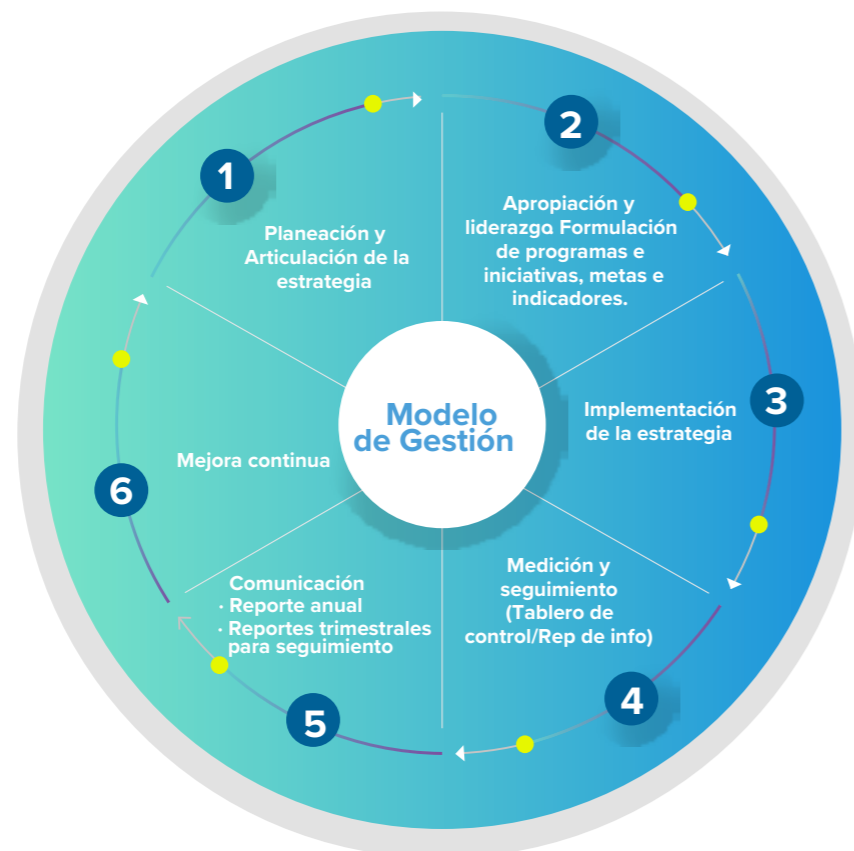 1
Planeación y
Articulación de la
estrategia
2
Apropiación y
liderazgo Formulación
de programas e
iniciativas, metas e
indicadores.
3
Implementación
de la estrategia
4
Medición y
seguimiento
(Tablero de
control/Rep de info)
5
Comunicación
· Reporte anual
· Reportes trimestrales
para seguimiento
6
Mejora continua
Modelo
de Gestión